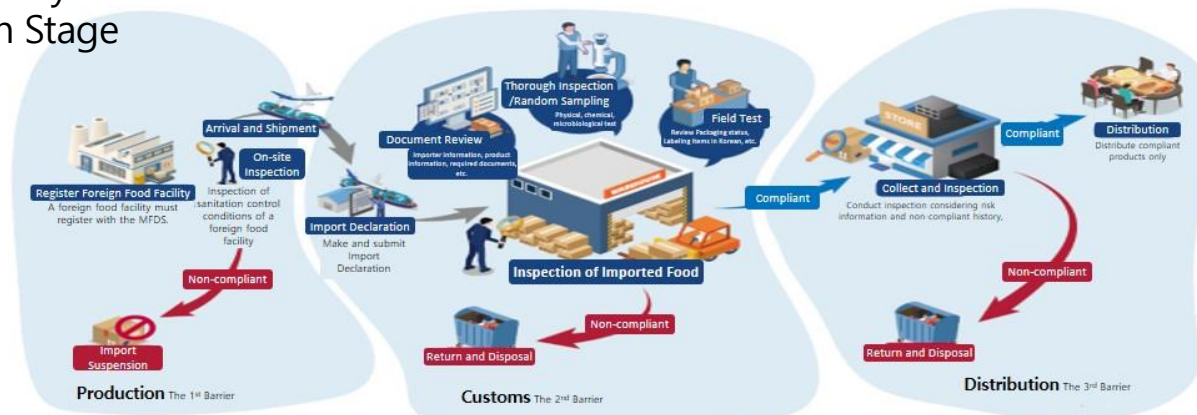 n Stage
Register Foreign Food Facility
A foreign food facility must
register with the MFDS.
Arrival and Shipment
On-site
Inspection
Inspection of
sanitation control
conditions of a
foreign food
facility
Non-compliant
Import
Suspension
Production The 1st Barrier
Import Declaration
Make and submit
Import
Declaration
Document Review
Importer information, product
information, required documents,
etc.
Thorough Inspection
/Random Sampling
Physical, chemical,
microbiological test
Field Test
Review Packaging status,
Labeling items in Korean, etc.
WAREHOUSE
Inspection of Imported Food
Non-compliant
Return and Disposal
Customs The 2nd Barrier
Compliant
STORE
Collect and Inspection
Conduct inspection considering risk
information and non-compliant history,
Compliant
Distribution
Distribute compliant
products only
Non-compliant
Return and Disposal
Distribution The 3rd Barrier